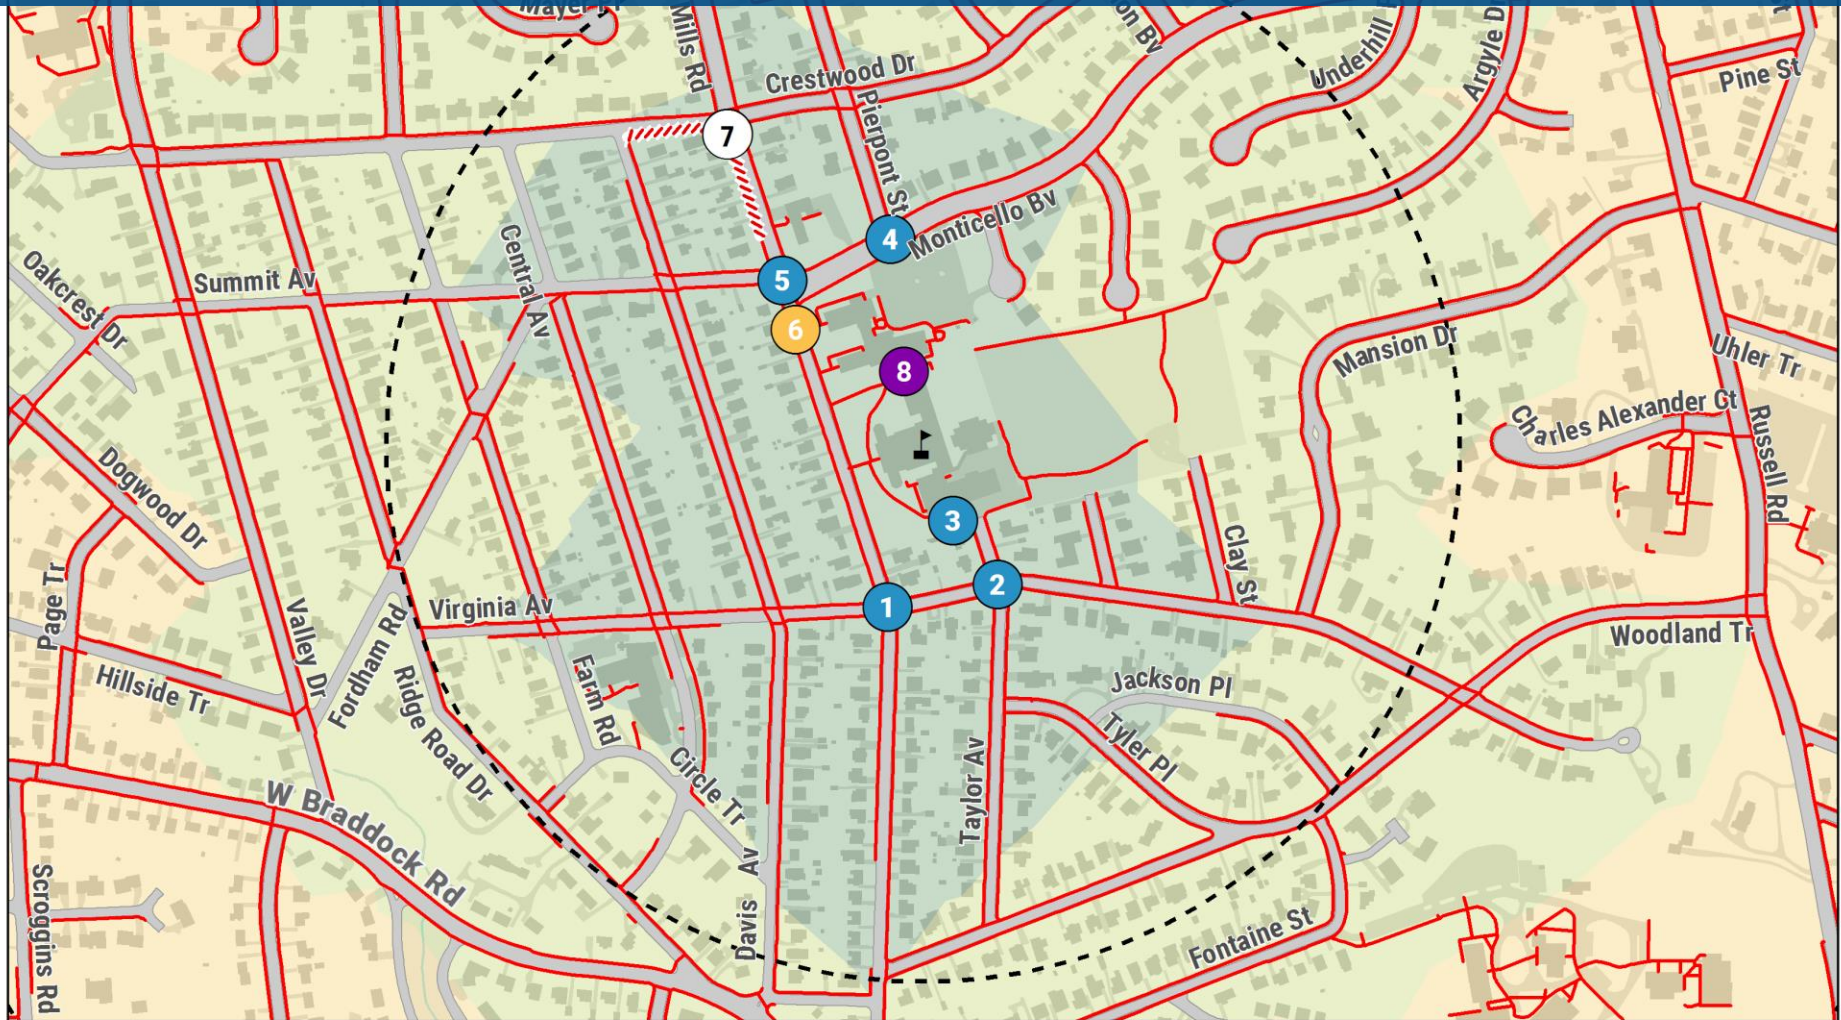 Mills Rd
Crestwood Dr
Underhill
Argyle Dr
Pine St
7
Pierpont St
Monticello Bv
4
Central Av
Oakcrest Dr
Summit Av
5
6
8
Mansion Dr
Uhler Tr
Charles Alexander Ct
Russell Rd
Dogwood Dr
3
Clay St
Page Tr
Virginia Av
1
2
Valley Dr
Fordham Rd
Woodland Tr
Hillside Tr
Ridge Road Dr
Farm Rd
Jackson Pl
Tyler Pl
Circle Tr
Taylor Av
W Braddock Rd
Davis Av
Scroggins Rd
Fontaine St